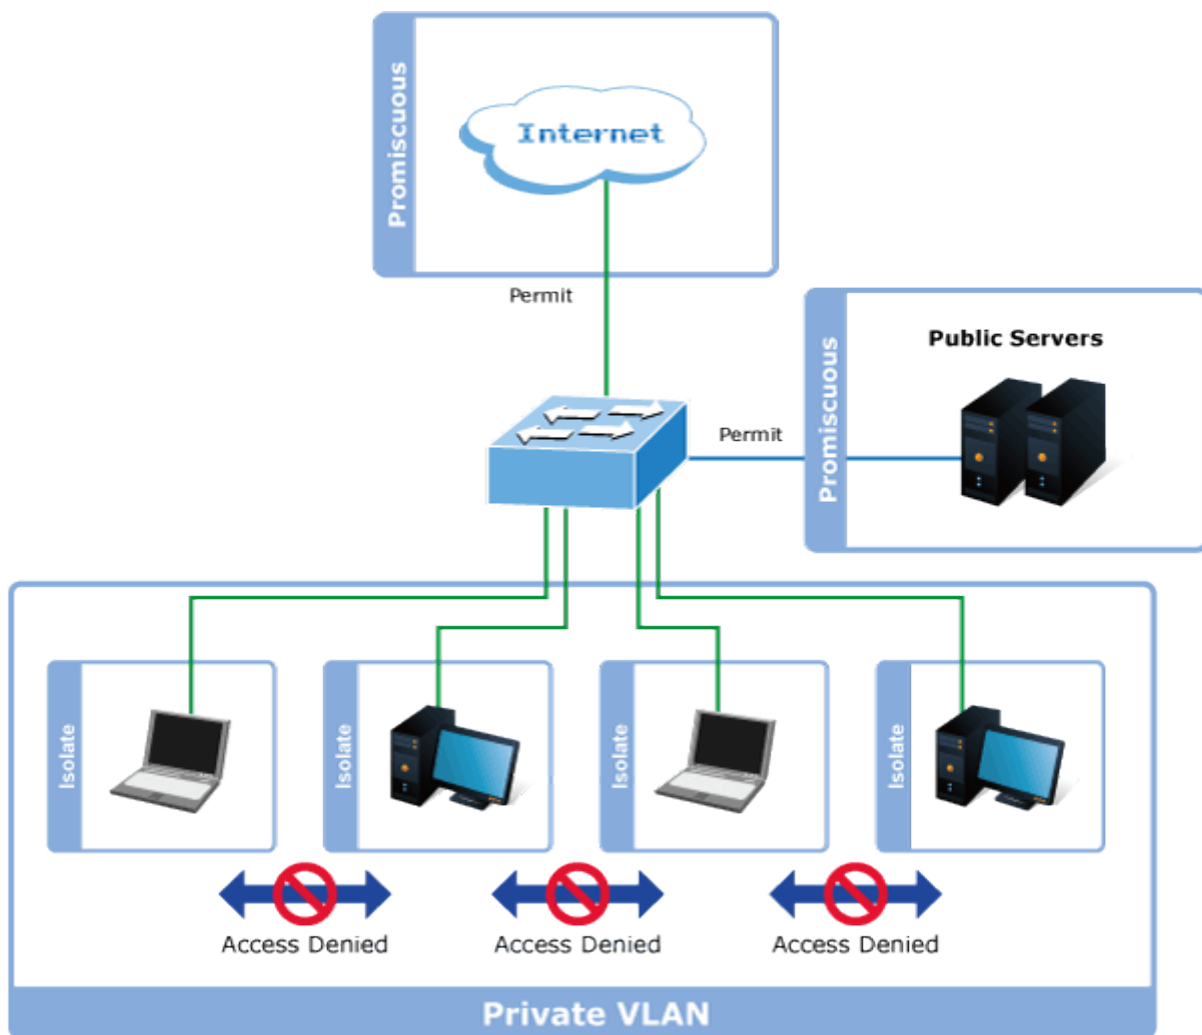 Promiscuous
Internet
Permit
Promiscuous
Public Servers
Permit
Isolate
Isolate
Isolate
Isolate
Access Denied
Access Denied
Access Denied
Private VLAN